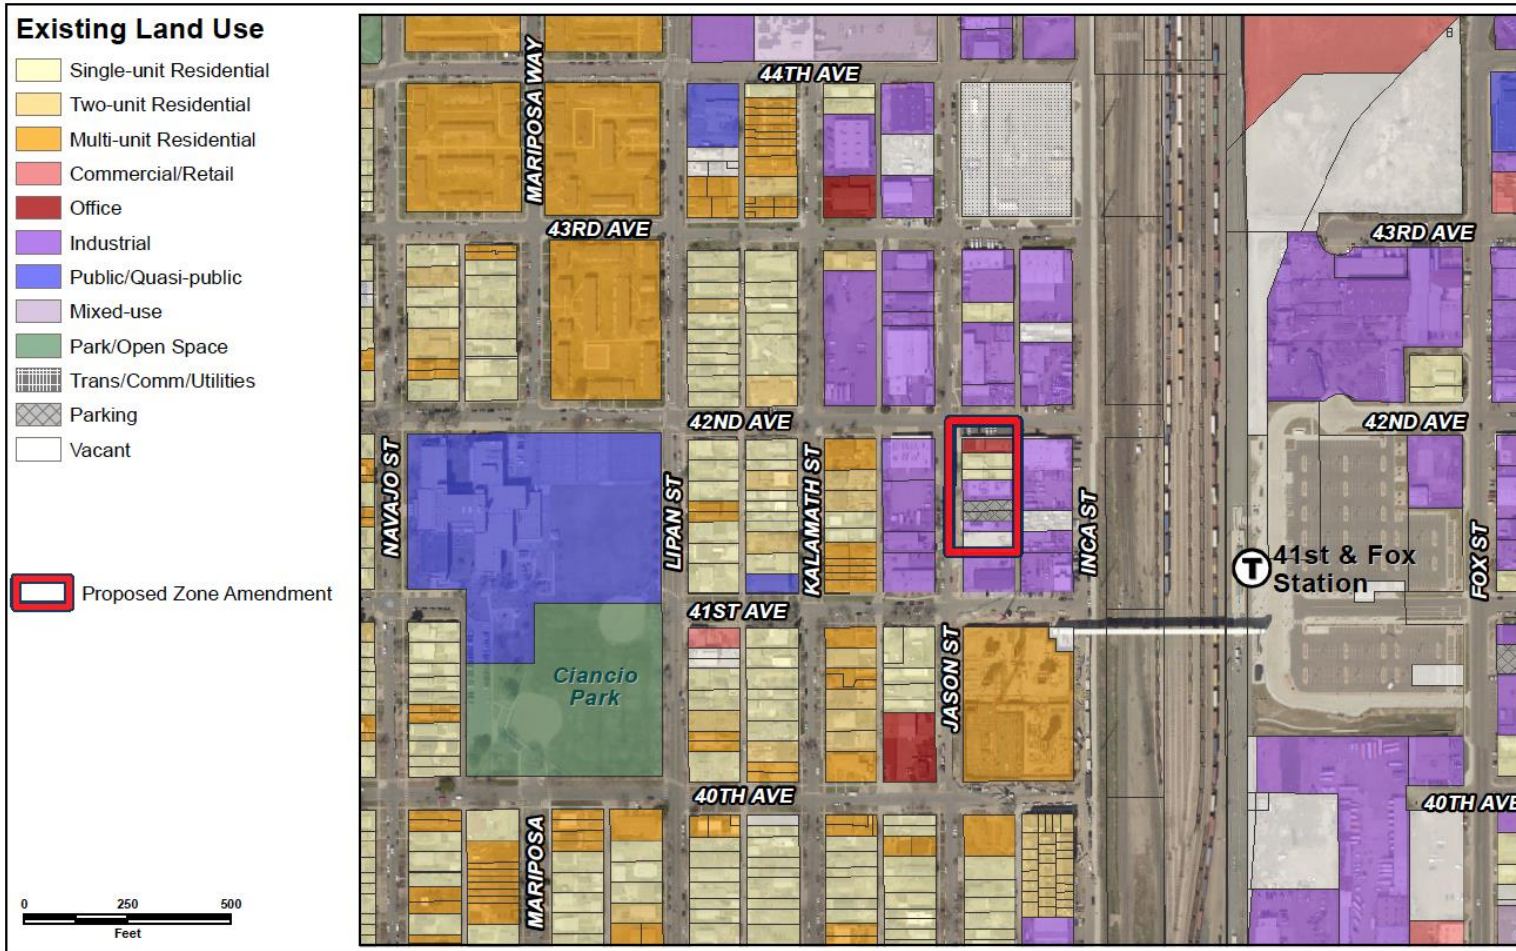 Existing Land Use
Single-unit Residential
Two-unit Residential
Multi-unit Residential
Commercial/Retail
Office
Industrial
Public/Quasi-public
Mixed-use
Park/Open Space
Trans/Comm/Utilities
Parking
Vacant
Proposed Zone Amendment
0 250 500
Feet
MARIPOSA WAY
44TH AVE
43RD AVE
43RD AVE
42ND AVE
42ND AVE
NAVAJO ST
LIPAN ST
KALAMATH ST
INCA ST
FOX ST
T
41st & Fox
Station
41ST AVE
JASON ST
Ciancio
Park
40TH AVE
40TH AVE
MARIPOSA